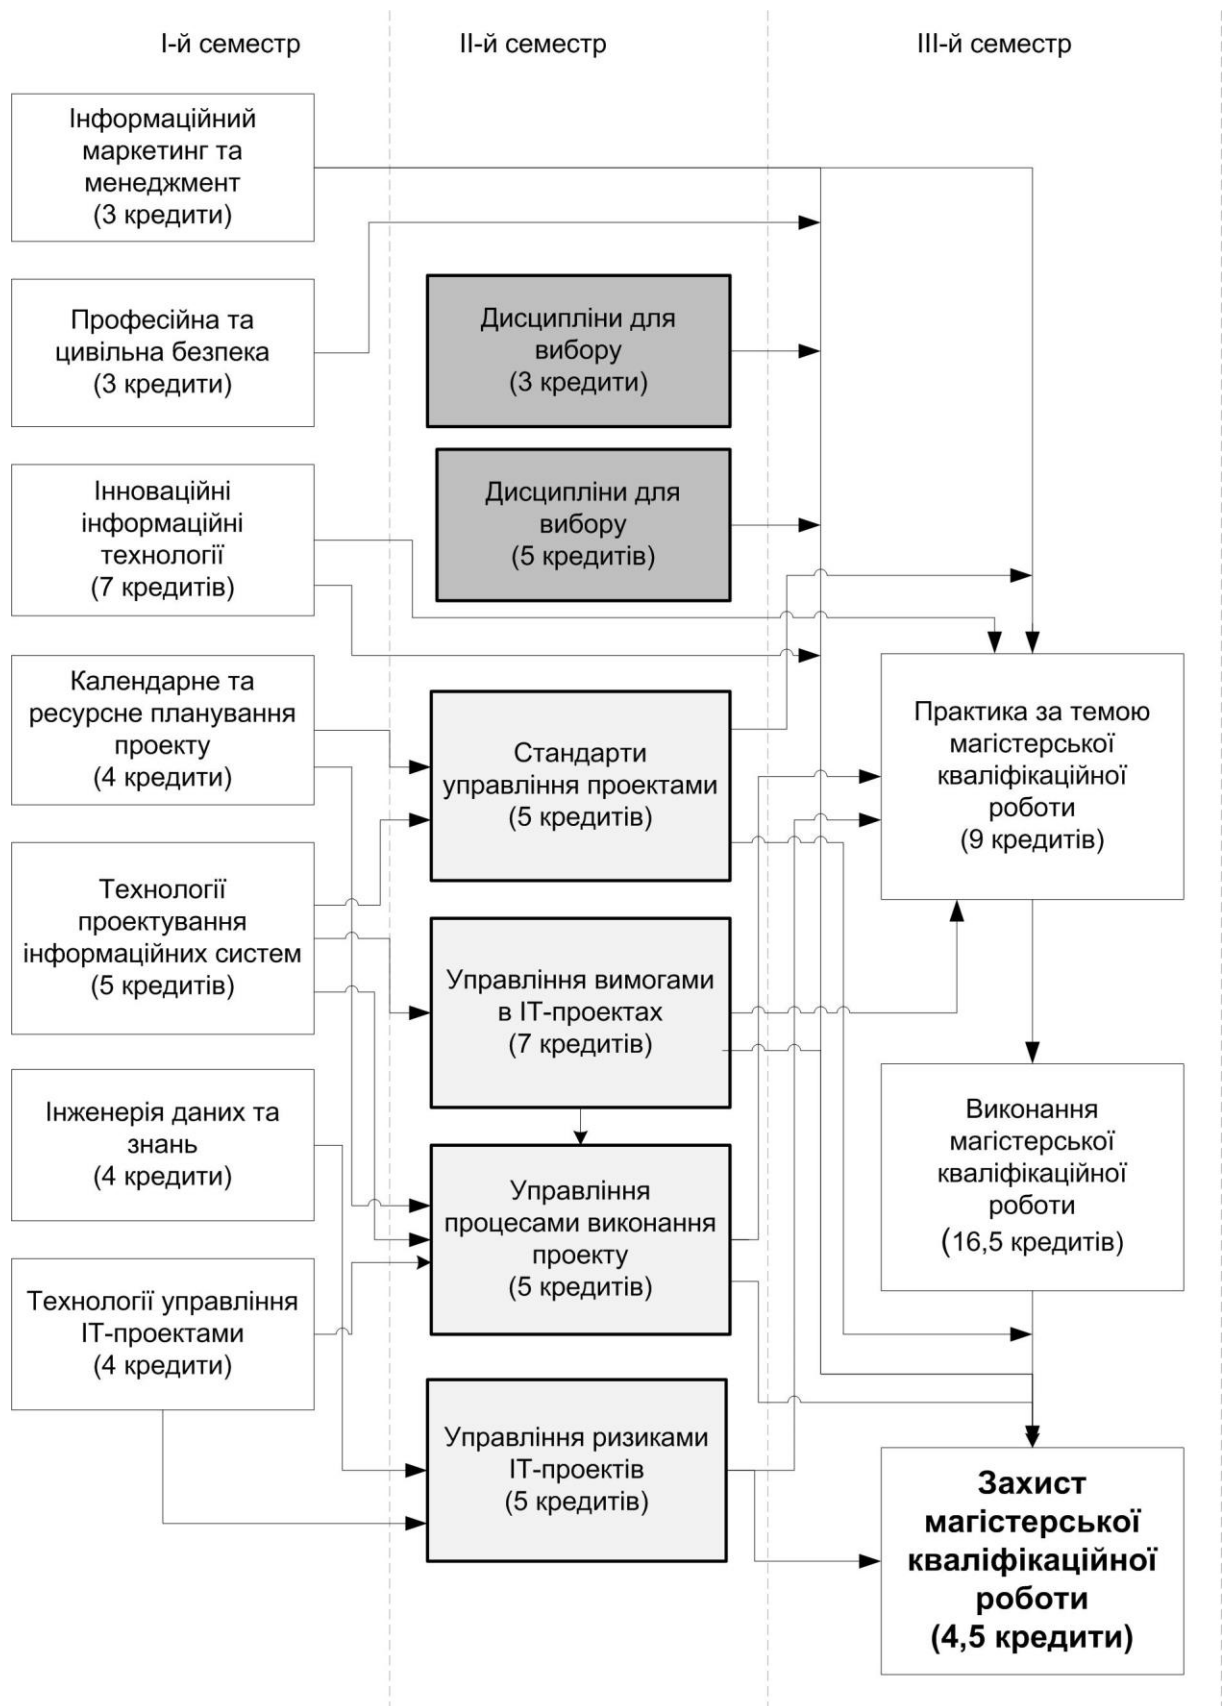 І-й семестр
ІІ-й семестр
ІІІ-й семестр
Інформаційний
маркетинг та
менеджмент
(3 кредити)
Професійна та
цивільна безпека
(3 кредити)
Інноваційні
інформаційні
технології
(7 кредитів)
Календарне та
ресурсне планування
проекту
(4 кредити)
Технології
проектування
інформаційних систем
(5 кредитів)
Інженерія даних та
знань
(4 кредити)
Технології управління
ІТ-проектами
(4 кредити)
Дисципліни для
вибору
(3 кредити)
Дисципліни для
вибору
(5 кредитів)
Стандарти
управління проектами
(5 кредитів)
Управління вимогами
в ІТ-проектах
(7 кредитів)
Управління
процесами виконання
проекту
(5 кредитів)
Управління ризиками
ІТ-проектів
(5 кредитів)
Практика за темою
магістерської
кваліфікаційної
роботи
(9 кредитів)
Виконання
магістерської
кваліфікаційної
роботи
(16,5 кредитів)
Захист
магістерської
кваліфікаційної
роботи
(4,5 кредити)